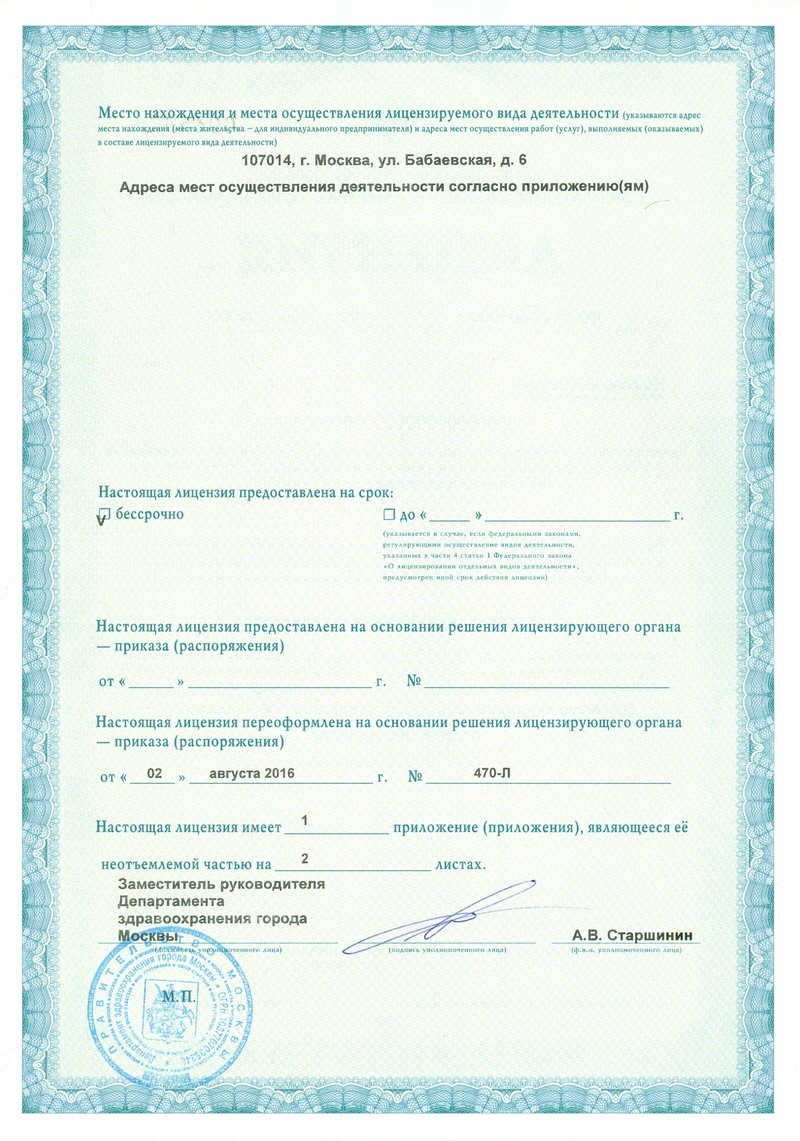 Место нахождения и места осуществления лицензируемого вида деятельности (указываются адрес
места нахождения (места жительства – для индивидуального предпринимателя) и адреса мест осуществления работ (услуг), выполняемых (оказываемых)
в составе лицензируемого вида деятельности)
107014, г. Москва, ул. Бабаевская, д. 6
Адреса мест осуществления деятельности согласно приложению(ям)
Настоящая лицензия предоставлена на срок:
V бессрочно до « » г.
(указывается в случае, если федеральными законами,
регулирующими осуществление видов деятельности,
указанных в части 4 статьи 1 Федерального закона
«О лицензировании отдельных видов деятельности»,
предусмотрен иной срок действия лицензии)
Настоящая лицензия предоставлена на основании решения лицензирующего органа
— приказа (распоряжения)
от « » г. №
Настоящая лицензия переоформлена на основании решения лицензирующего органа
— приказа (распоряжения)
от « 02 » августа 2016 г. № 470-Л
Настоящая лицензия имеет 1 приложение (приложения), являющееся её
неотъемлемой частью на 2 листах.
Заместитель руководителя
Департамента
здравоохранения города
Москвы А.В. Старшинин
(должность уполномоченного лица) (подпись уполномоченного лица) (ф.и.о. уполномоченного лица)
ПРАВИТЕЛЬСТВО МОСКВЫ
Департамент здравоохранения города Москвы
М.П.